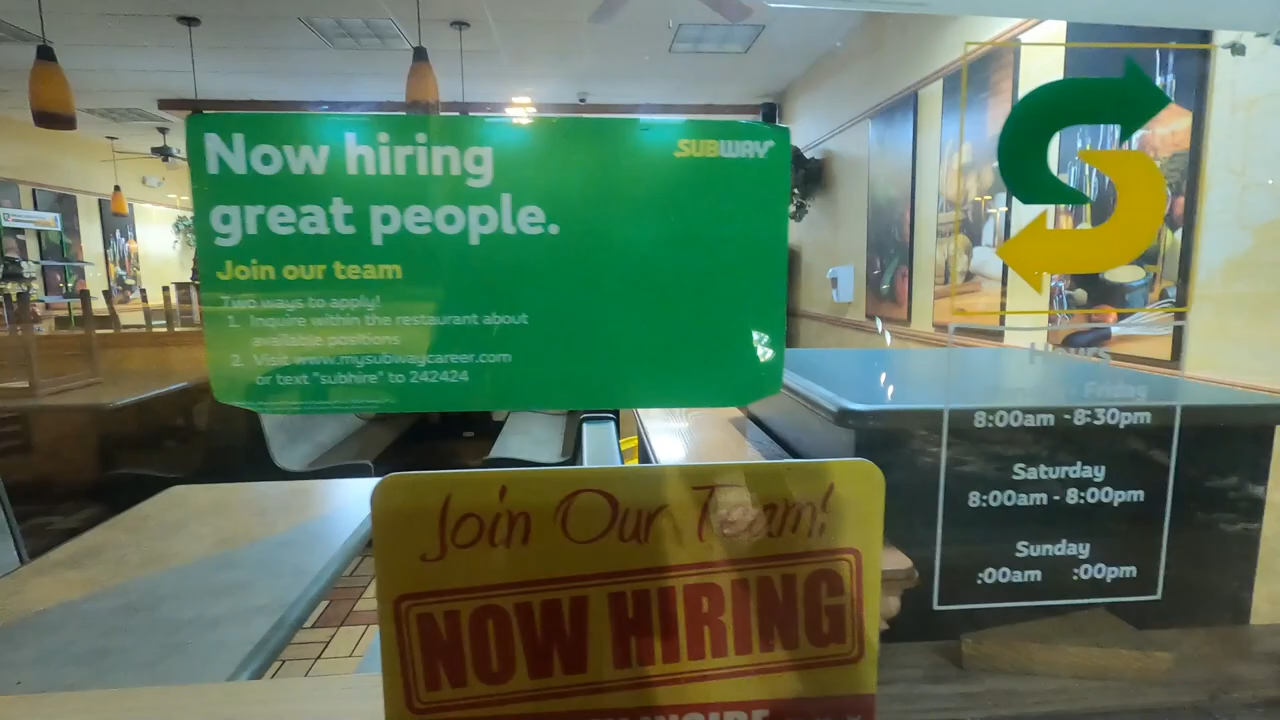 Now hiring
great people.
SUBWAY
Join our team
Two ways to apply!
1. Inquire within the restaurant about
available positions
2. Visit www.mysubwaycareer.com
or text "subhire" to 242424
Hours
Friday
8:00am -8:30pm
Saturday
8:00am - 8:00pm
Sunday
:00am :00pm
Join Our Team!
NOW HIRING
INSIDE